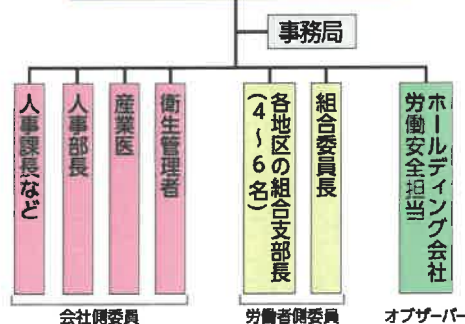 事務局
人事課長など
人事部長
産業医
衛生管理者
各地区の組合支部長
(4～6名)
組合委員長
ホールディング会社
労働安全担当
会社側委員
労働者側委員
オブザーバー